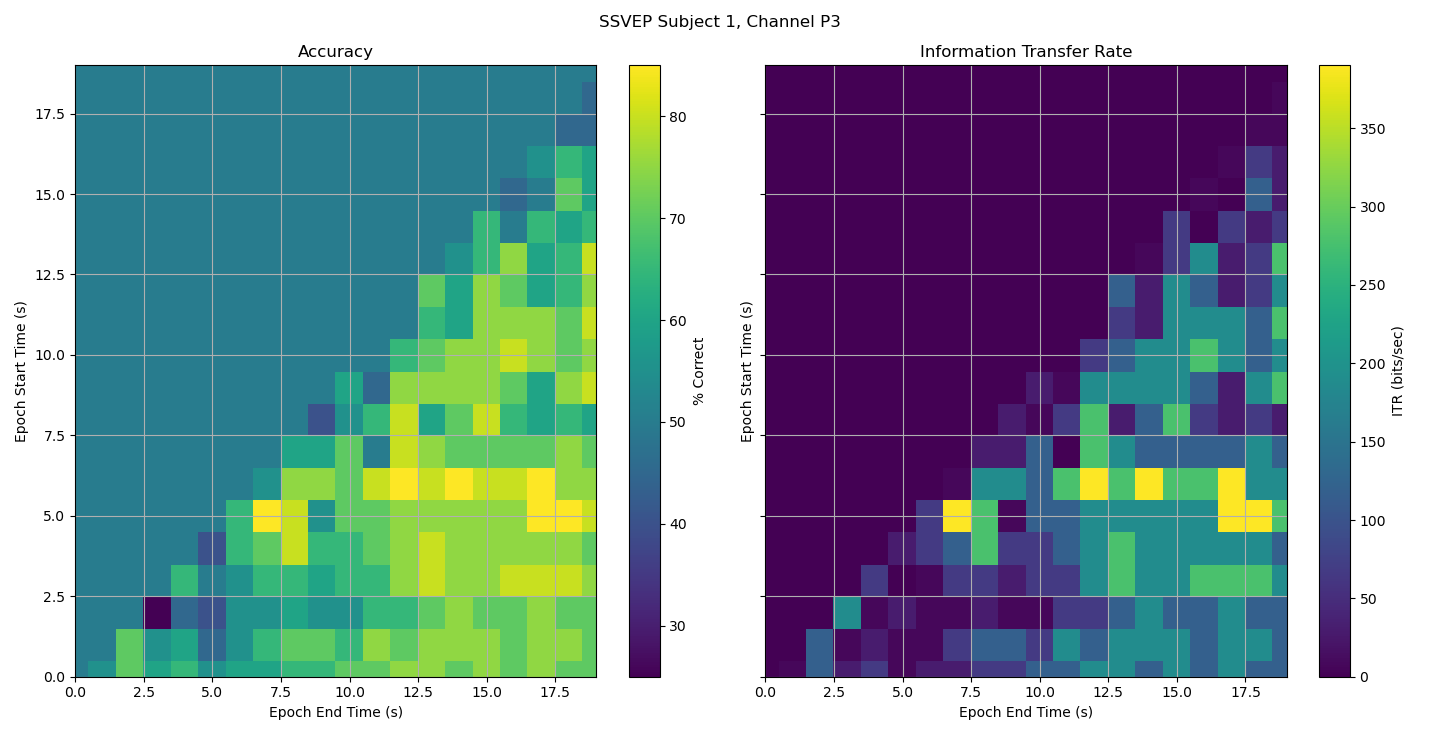 SSVEP Subject 1, Channel P3
Accuracy
Information Transfer Rate
17.5
15.0
12.5
10.0
7.5
5.0
2.5
0.0
Epoch Start Time (s)
0.0 2.5 5.0 7.5 10.0 12.5 15.0 17.5
Epoch End Time (s)
80
70
60
50
40
30
% Correct
Epoch Start Time (s)
0.0 2.5 5.0 7.5 10.0 12.5 15.0 17.5
Epoch End Time (s)
350
300
250
200
150
100
50
0
ITR (bits/sec)